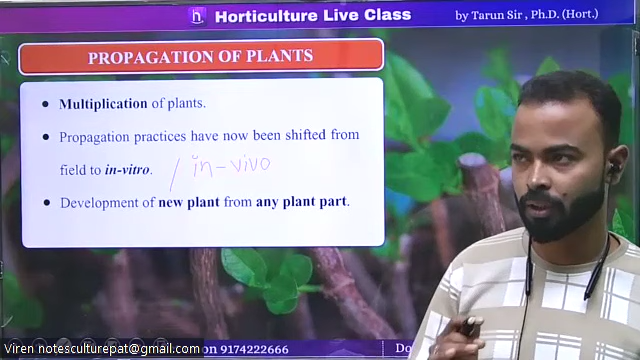 Horticulture Live Class
by Tarun Sir , Ph.D. (Hort.)
PROPAGATION OF PLANTS
• Multiplication of plants.
• Propagation practices have now been shifted from
field to in-vitro. / in-vivo
• Development of new plant from any plant part.
Viren notesculturepat@gmail.com
on 9174222666